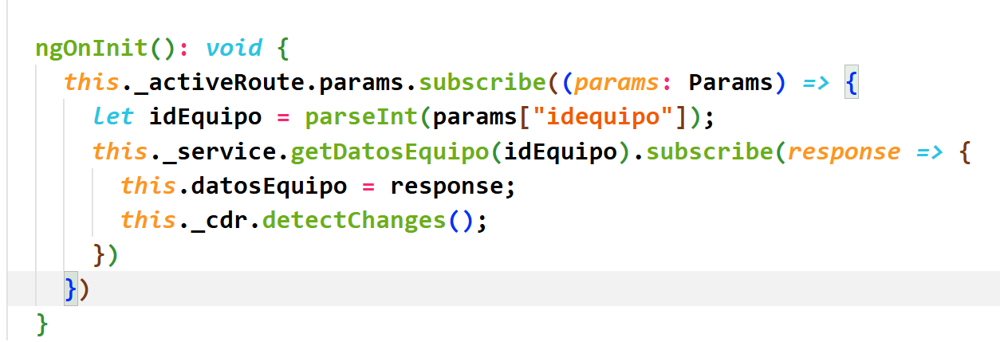 ngOnInit(): void {
this._activeRoute.params.subscribe((params: Params) => {
let idEquipo = parseInt(params["idequipo"]);
this._service.getDatosEquipo(idEquipo).subscribe(response => {
this.datosEquipo = response;
this._cdr.detectChanges();
})
})
}